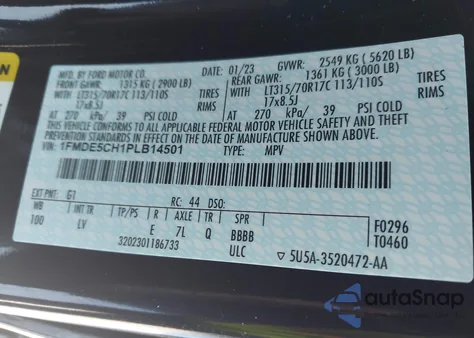 ON
MFD. BY FORD MOTOR CO. 01/23 GVWR: 2549 KG ( 5620 LB)
FRONT GAWR: 1315 KG ( 2900 LB) REAR GAWR: 1361 KG ( 3000 LB)
WITH LT315/70R17C 113/110S TIRES WITH LT315/70R17C 113/110S TIRES
17x8.5J RIMS 17x8.5J RIMS
AT 270 kPa/ 39 PSI COLD AT 270 kPa/ 39 PSI COLD
THIS VEHICLE CONFORMS TO ALL APPLICABLE FEDERAL MOTOR VEHICLE SAFETY AND THEFT
PREVENTION STANDARDS IN EFFECT ON THE DATE OF MANUFACTURE SHOWN ABOVE.
VIN: 1FMDE5CH1PLB14501 TYPE: MPV
EXT PNT: G1 RC: 44 DSO:
WB INT TR TP/PS R AXLE TR SPR F0296
100 LV E 7L Q BBBB T0460
3202301186733 ULC 5U5A-3520472-AA
autoSnap